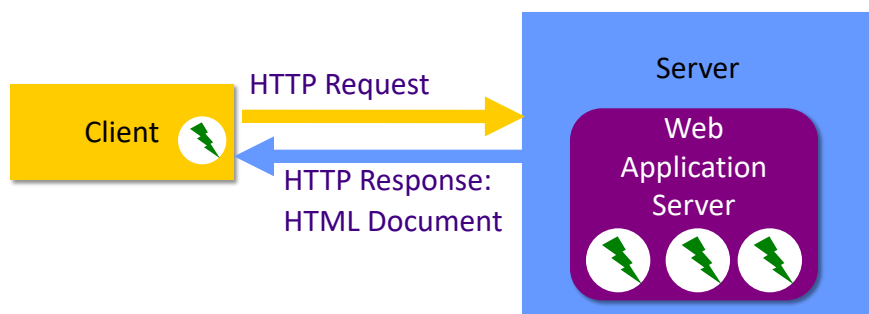 Server
HTTP Request
Client
Web
Application
Server
HTTP Response:
HTML Document